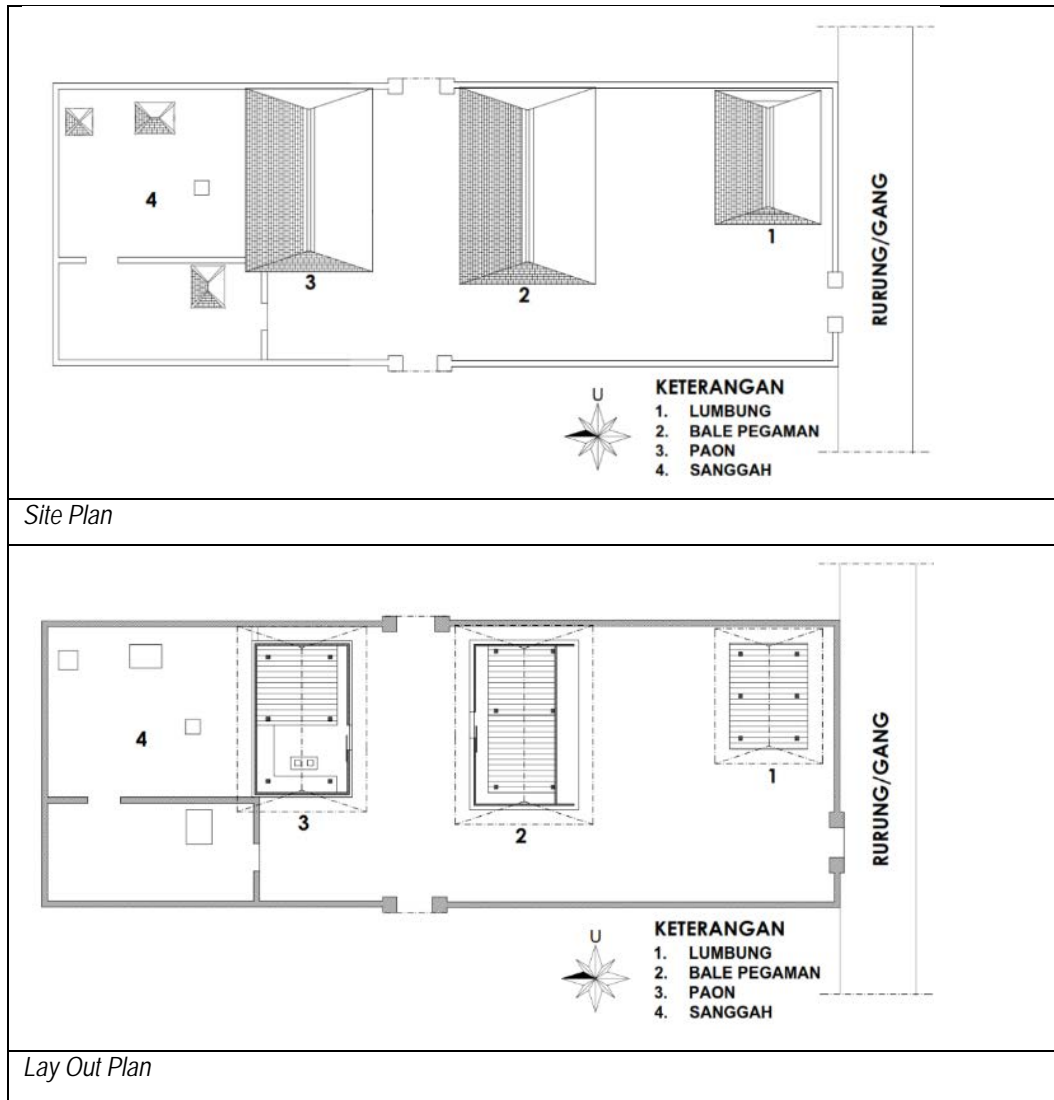 4
3
2
1
RURUNG/GANG
U
KETERANGAN
1. LUMBUNG
2. BALE PEGAMAN
3. PAON
4. SANGGAH
Site Plan
4
3
2
1
RURUNG/GANG
U
KETERANGAN
1. LUMBUNG
2. BALE PEGAMAN
3. PAON
4. SANGGAH
Lay Out Plan